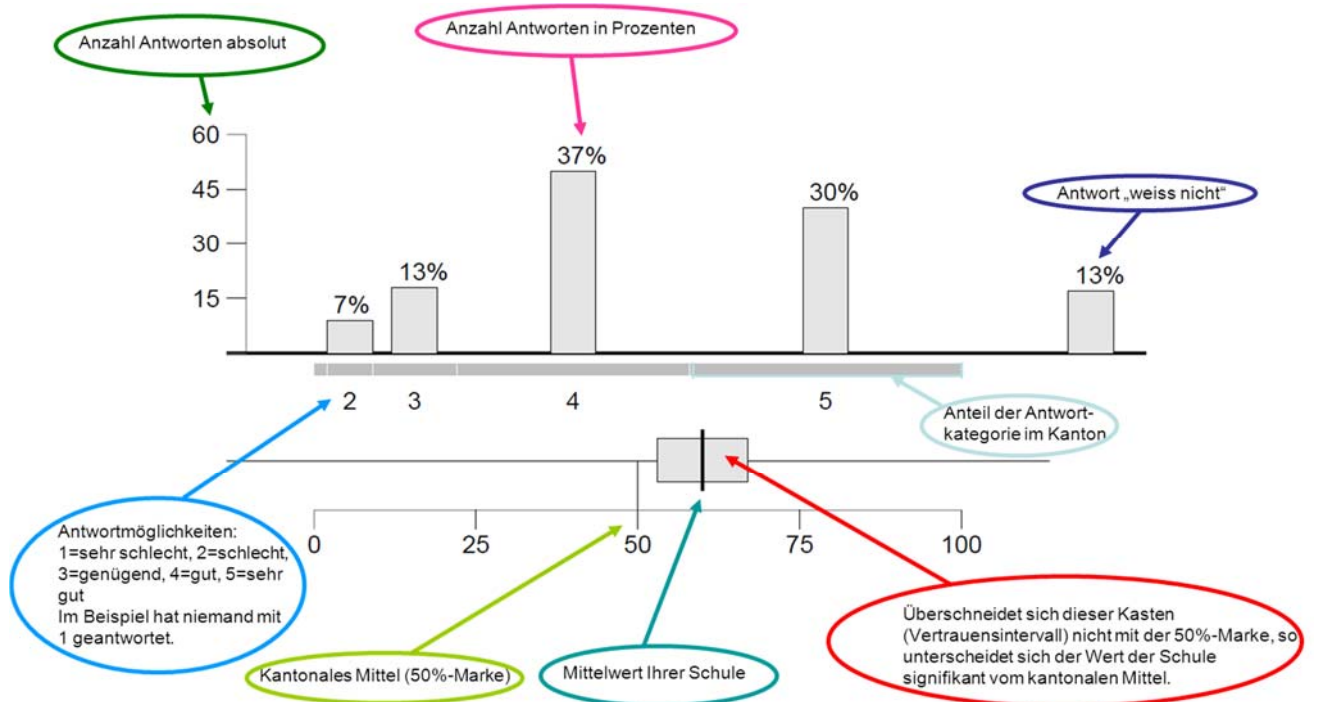 Anzahl Antworten absolut
Anzahl Antworten in Prozenten
60
45
30
15
7%
13%
37%
30%
13%
Antwort „weiss nicht“
2
3
4
5
Anteil der Antwort-
kategorie im Kanton
0
25
50
75
100
Antwortmöglichkeiten:
1=sehr schlecht, 2=schlecht,
3=genügend, 4=gut, 5=sehr
gut
Im Beispiel hat niemand mit
1 geantwortet.
Kantonales Mittel (50%-Marke)
Mittelwert Ihrer Schule
Überschneidet sich dieser Kasten
(Vertrauensintervall) nicht mit der 50%-Marke, so
unterscheidet sich der Wert der Schule
signifikant vom kantonalen Mittel.